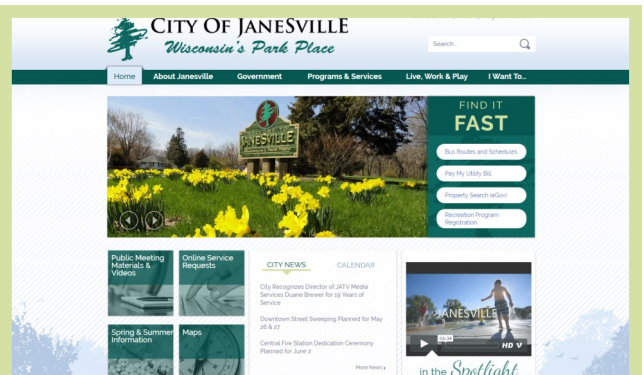 CITY OF JANESVILLE
Wisconsin's Park Place
Search...
Home About Janesville Government Programs & Services Live, Work & Play I Want To...
JANESVILLE
FIND IT
FAST
Bus Routes and Schedules
Pay My Utility Bill
Property Search (eGov)
Recreation Program
Registration
Public Meeting
Materials &
Videos
Online Service
Requests
Spring & Summer
Information
Maps
CITY NEWS CALENDAR
City Recognizes Director of JATV Media
Services Duane Brewer for 19 Years of
Service
Downtown Street Sweeping Planned for May
26 & 27
Central Fire Station Dedication Ceremony
Planned for June 2
More News
JANESVILLE
HD
in the Spotlight